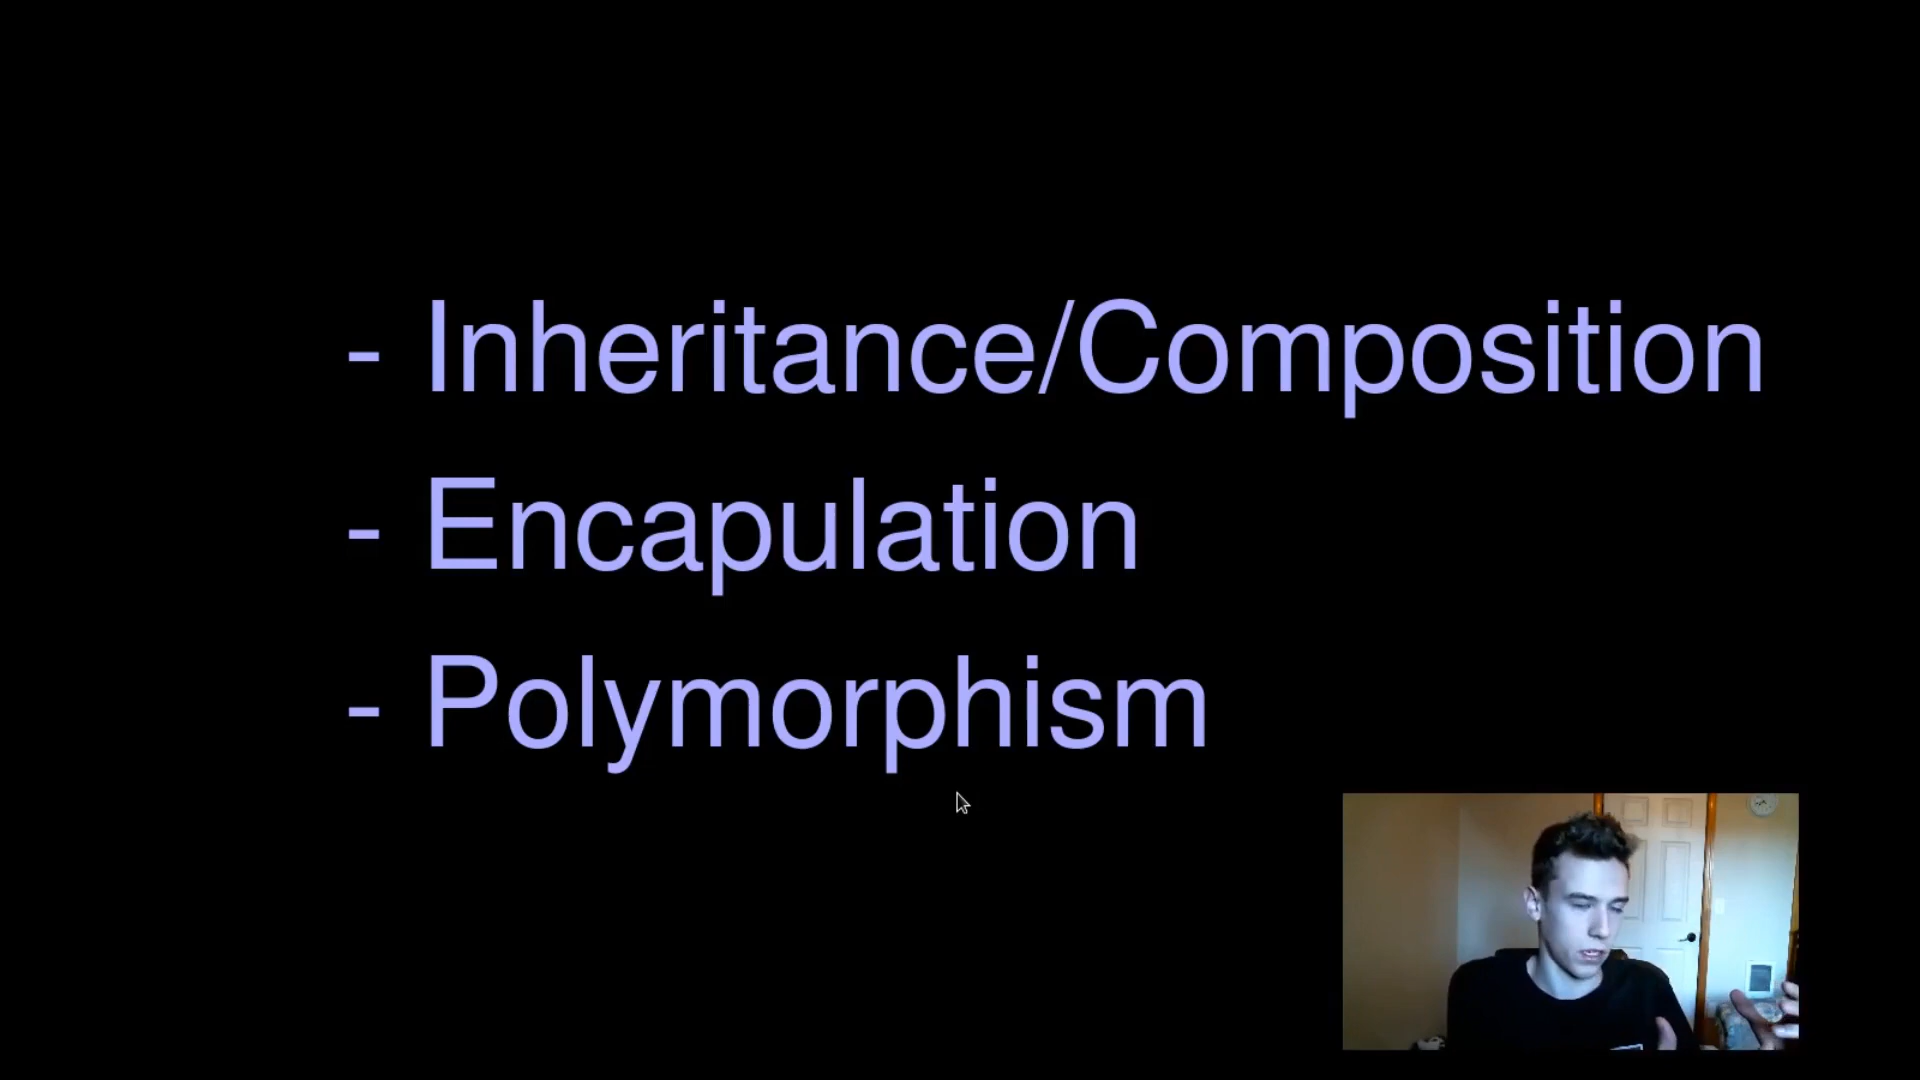 - Inheritance/Composition
- Encapulation
- Polymorphism